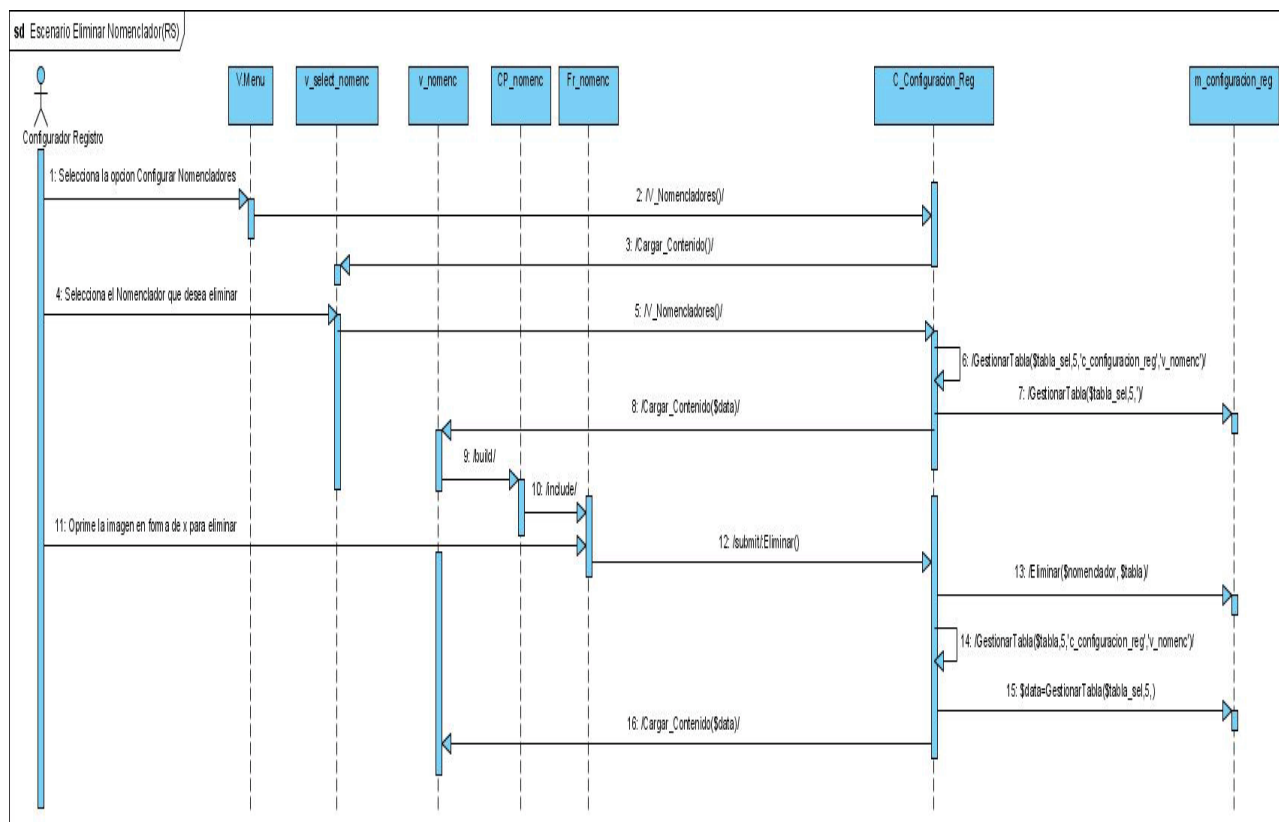 sd Escenario Eliminar Nomenclador(RS)
Configurador Registro
V.Menu
v_select_nomenc
v_nomenc
CP_nomenc
Fr_nomenc
C_Configuracion_Reg
m_configuracion_reg
1: Selecciona la opcion Configurar Nomencladores
2: /V_Nomencladores()/
3: /Cargar_Contenido()/
4: Selecciona el Nomenclador que desea eliminar
5: /V_Nomencladores()/
6: /GestionarTabla($tabla_sel,5,'c_configuracion_reg','v_nomenc')/
7: /GestionarTabla($tabla_sel,5,'')/
8: /Cargar_Contenido($data)/
9: /build/
10: /include/
11: Oprime la imagen en forma de x para eliminar
12: /submit/:Eliminar()
13: /Eliminar($nomenclador, $tabla)/
14: /GestionarTabla($tabla,5,'c_configuracion_reg','v_nomenc')/
15: $data=GestionarTabla($tabla_sel,5,)
16: /Cargar_Contenido($data)/